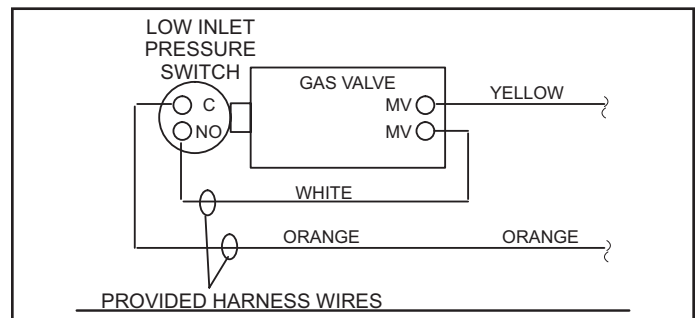 LOW INLET
PRESSURE
SWITCH
GAS VALVE
C
NO
MV
MV
YELLOW
WHITE
ORANGE ORANGE
PROVIDED HARNESS WIRES